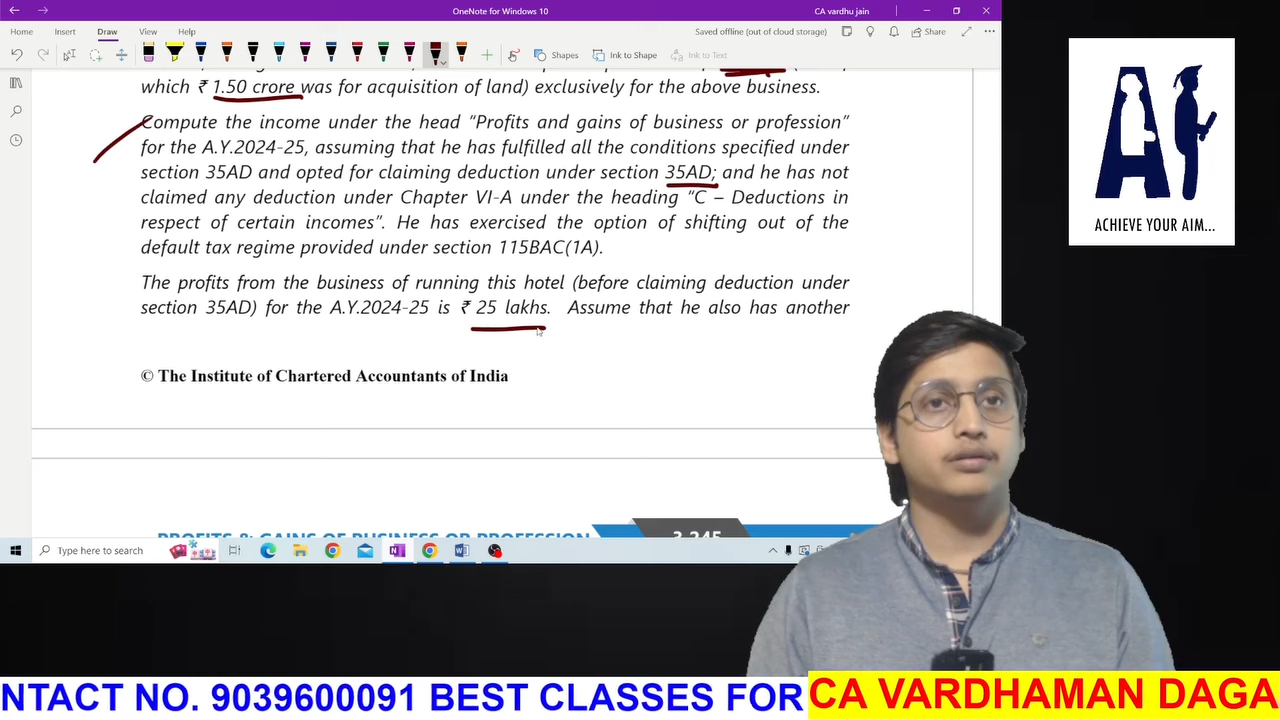 OneNote for Windows 10
CA vardhu jain
Home Insert Draw View Help
Saved offline (out of cloud storage)
Share
Shapes
Ink to Shape
Ink to Text
which ₹ 1.50 crore was for acquisition of land) exclusively for the above business.
Compute the income under the head “Profits and gains of business or profession”
for the A.Y.2024-25, assuming that he has fulfilled all the conditions specified under
section 35AD and opted for claiming deduction under section 35AD; and he has not
claimed any deduction under Chapter VI-A under the heading “C – Deductions in
respect of certain incomes”. He has exercised the option of shifting out of the
default tax regime provided under section 115BAC(1A).
The profits from the business of running this hotel (before claiming deduction under
section 35AD) for the A.Y.2024-25 is ₹ 25 lakhs. Assume that he also has another
© The Institute of Chartered Accountants of India
PROFITS & GAINS OF BUSINESS OR PROFESSION
3.245
Type here to search
ACHIEVE YOUR AIM...
NTACT NO. 9039600091 BEST CLASSES FOR CA VARDHAMAN DAGA